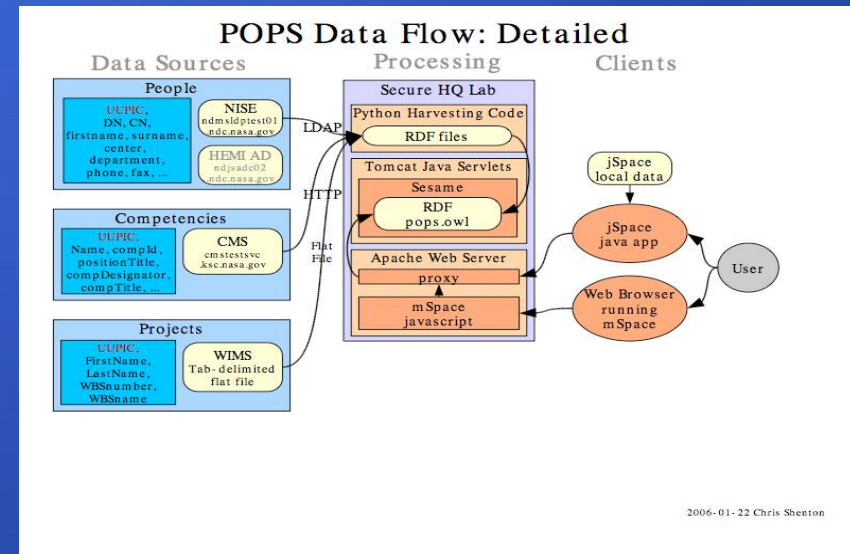 POPS Data Flow: Detailed
Data Sources
Processing
Clients
People
UUPIC,
DN, CN,
firstname, surname,
center,
department,
phone, fax, ...
NISE
ndmsldptest01
.ndc.nasa.gov
HEMI AD
ndjsadc02
.ndc.nasa.gov
Competencies
UUPIC,
Name, compId,
positionTitle,
compDesignator,
compTitle, ...
CMS
cmstestsvc
.ksc.nasa.gov
Projects
UUPIC,
FirstName,
LastName,
WBSnumber,
WBSname
WIMS
Tab-delimited
flat file
LDAP
HTTP
Flat
File
Secure HQ Lab
Python Harvesting Code
RDF files
Tomcat Java Servlets
Sesame
RDF
pops.owl
Apache Web Server
proxy
mSpace
javascript
jSpace
local data
jSpace
java app
Web Browser
running
mSpace
User
2006-01-22 Chris Shenton